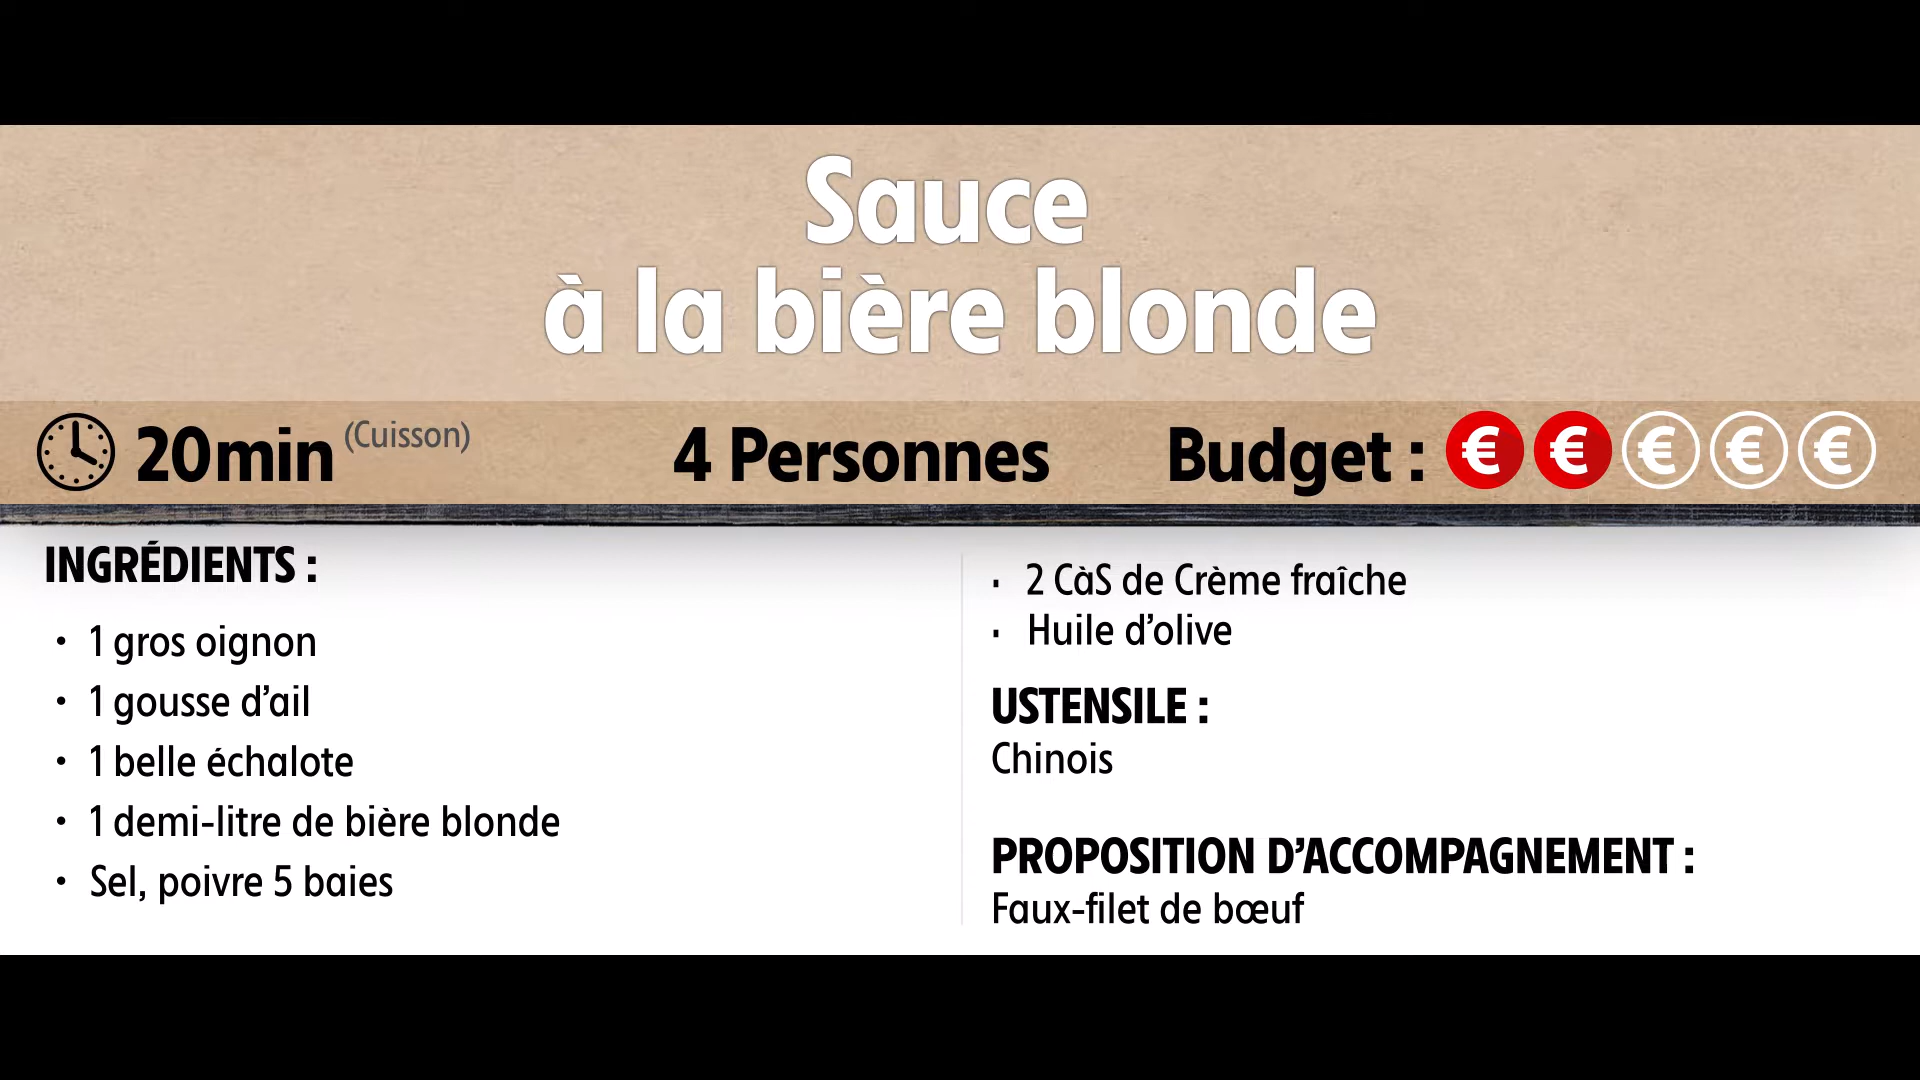 Sauce
à la bière blonde
20min (Cuisson)
4 Personnes
Budget : € € € € €
INGRÉDIENTS :
• 1 gros oignon
• 1 gousse d’ail
• 1 belle échalote
• 1 demi-litre de bière blonde
• Sel, poivre 5 baies
· 2 CàS de Crème fraîche
· Huile d’olive
USTENSILE :
Chinois
PROPOSITION D’ACCOMPAGNEMENT :
Faux-filet de bœuf